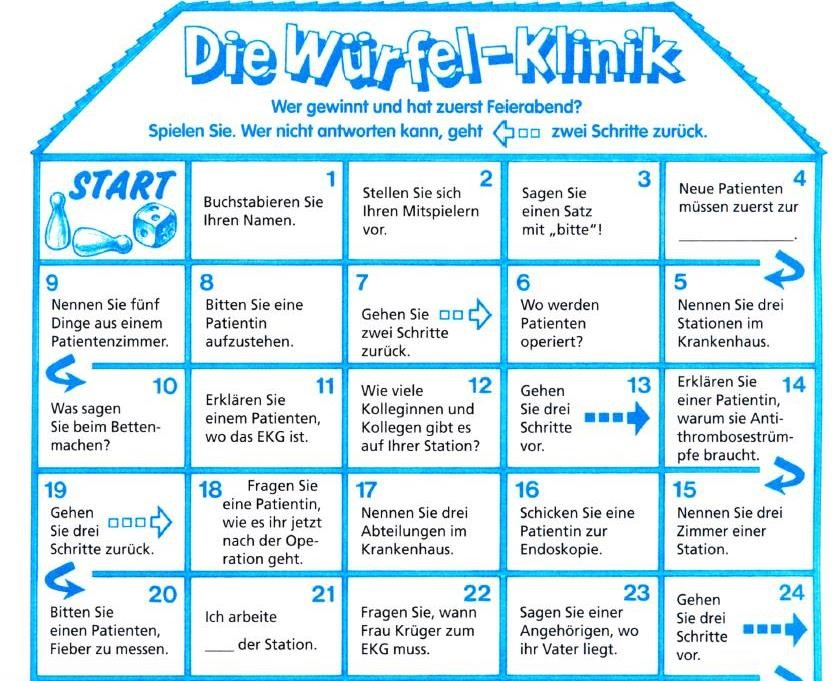 Die Würfel-Klinik
Wer gewinnt und hat zuerst Feierabend?
Spielen Sie. Wer nicht antworten kann, geht zwei Schritte zurück.
START
1
Buchstabieren Sie
Ihren Namen.
2
Stellen Sie sich
Ihren Mitspielern
vor.
3
Sagen Sie
einen Satz
mit „bitte“!
4
Neue Patienten
müssen zuerst zur
____________.
5
Nennen Sie drei
Stationen im
Krankenhaus.
6
Wo werden
Patienten
operiert?
7
Gehen Sie
zwei Schritte
zurück.
8
Bitten Sie eine
Patientin
aufzustehen.
9
Nennen Sie fünf
Dinge aus einem
Patientenzimmer.
10
Was sagen
Sie beim Betten-
machen?
11
Erklären Sie
einem Patienten,
wo das EKG ist.
12
Wie viele
Kolleginnen und
Kollegen gibt es
auf Ihrer Station?
13
Gehen
Sie drei
Schritte
vor.
14
Erklären Sie
einer Patientin,
warum sie Anti-
thrombosestrüm-
pfe braucht.
15
Nennen Sie drei
Zimmer einer
Station.
16
Schicken Sie eine
Patientin zur
Endoskopie.
17
Nennen Sie drei
Abteilungen im
Krankenhaus.
18
Fragen Sie
eine Patientin,
wie es ihr jetzt
nach der Ope-
ration geht.
19
Gehen
Sie drei
Schritte zurück.
20
Bitten Sie
einen Patienten,
Fieber zu messen.
21
Ich arbeite
___ der Station.
22
Fragen Sie, wann
Frau Krüger zum
EKG muss.
23
Sagen Sie einer
Angehörigen, wo
ihr Vater liegt.
24
Gehen
Sie drei
Schritte
vor.